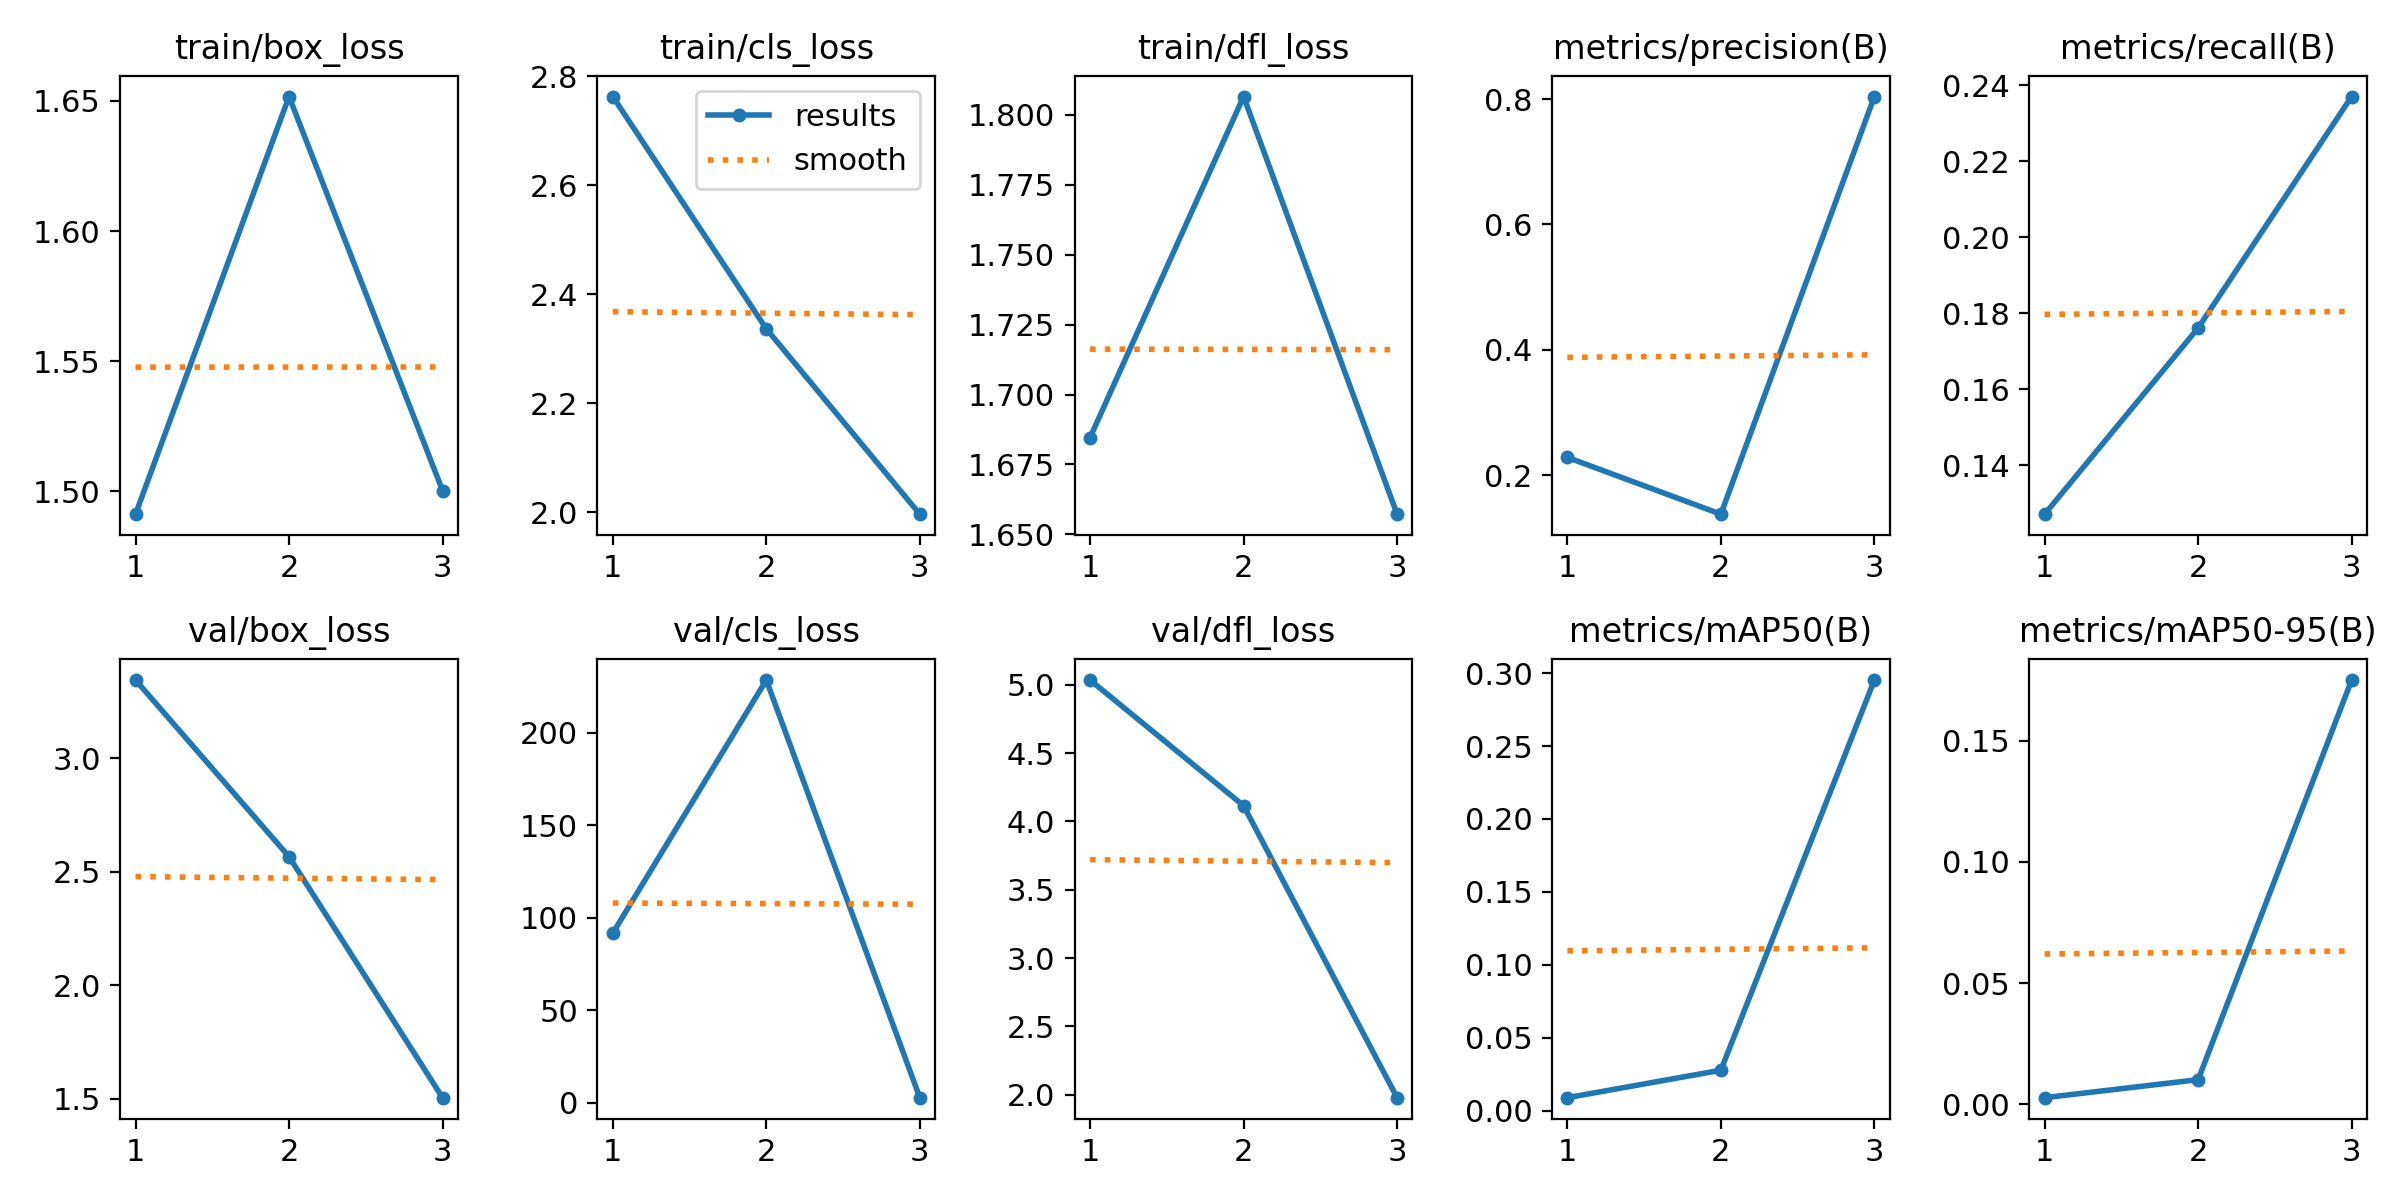 train/box_loss
1.65
1.60
1.55
1.50
1 2 3
train/cls_loss
results
smooth
2.8
2.6
2.4
2.2
2.0
1 2 3
train/dfl_loss
1.800
1.775
1.750
1.725
1.700
1.675
1.650
1 2 3
metrics/precision(B)
0.8
0.6
0.4
0.2
1 2 3
metrics/recall(B)
0.24
0.22
0.20
0.18
0.16
0.14
1 2 3
val/box_loss
3.0
2.5
2.0
1.5
1 2 3
val/cls_loss
200
150
100
50
0
1 2 3
val/dfl_loss
5.0
4.5
4.0
3.5
3.0
2.5
2.0
1 2 3
metrics/mAP50(B)
0.30
0.25
0.20
0.15
0.10
0.05
0.00
1 2 3
metrics/mAP50-95(B)
0.15
0.10
0.05
0.00
1 2 3